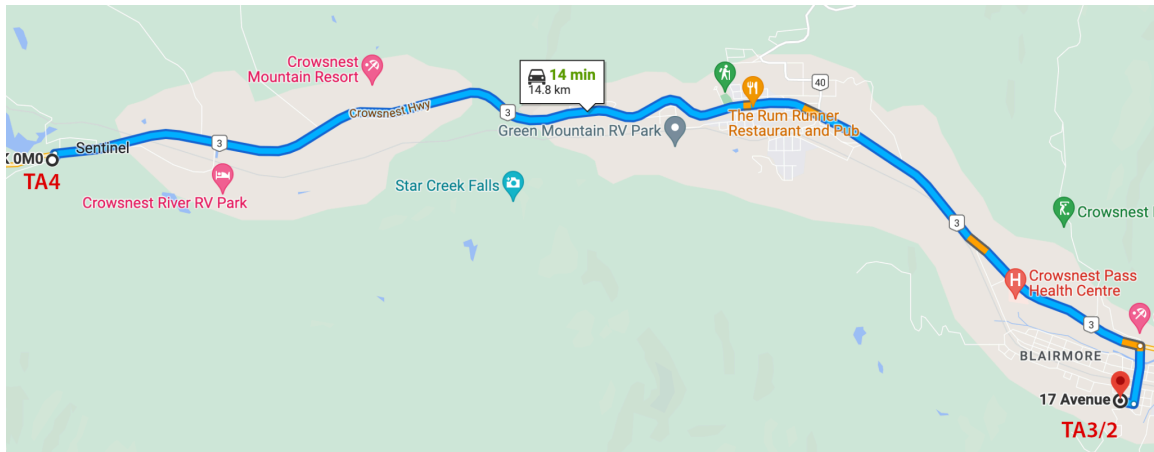 Crowsnest
Mountain Resort
14 min
14.8 km
40
Crowsnest Hwy
3
The Rum Runner
Restaurant and Pub
Green Mountain RV Park
3
Sentinel
K 0M0
TA4
Crowsnest River RV Park
Star Creek Falls
3
Crowsnest
H
Crowsnest Pass
Health Centre
3
BLAIRMORE
17 Avenue
TA3/2